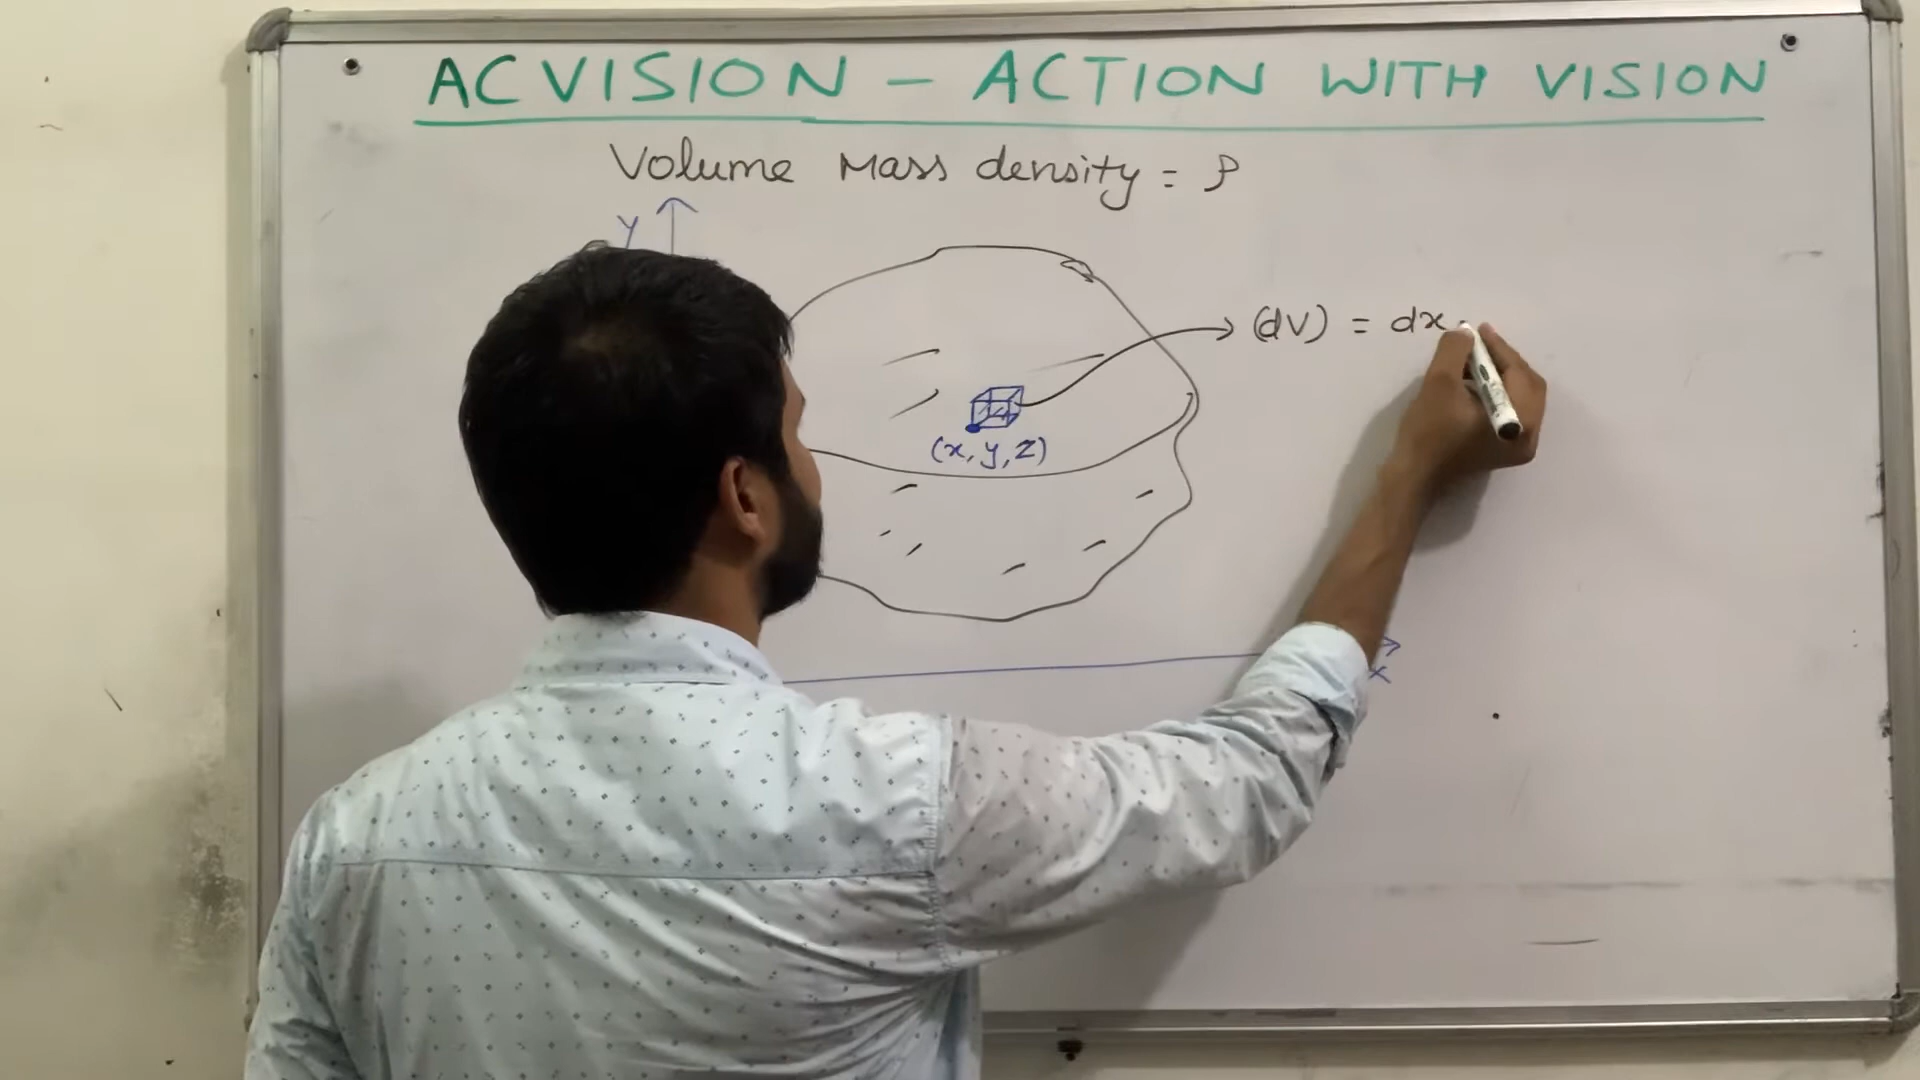 ACVISION - ACTION WITH VISION
Volume Mass density = ρ
y
(dV) = dx
(x, y, z)
x